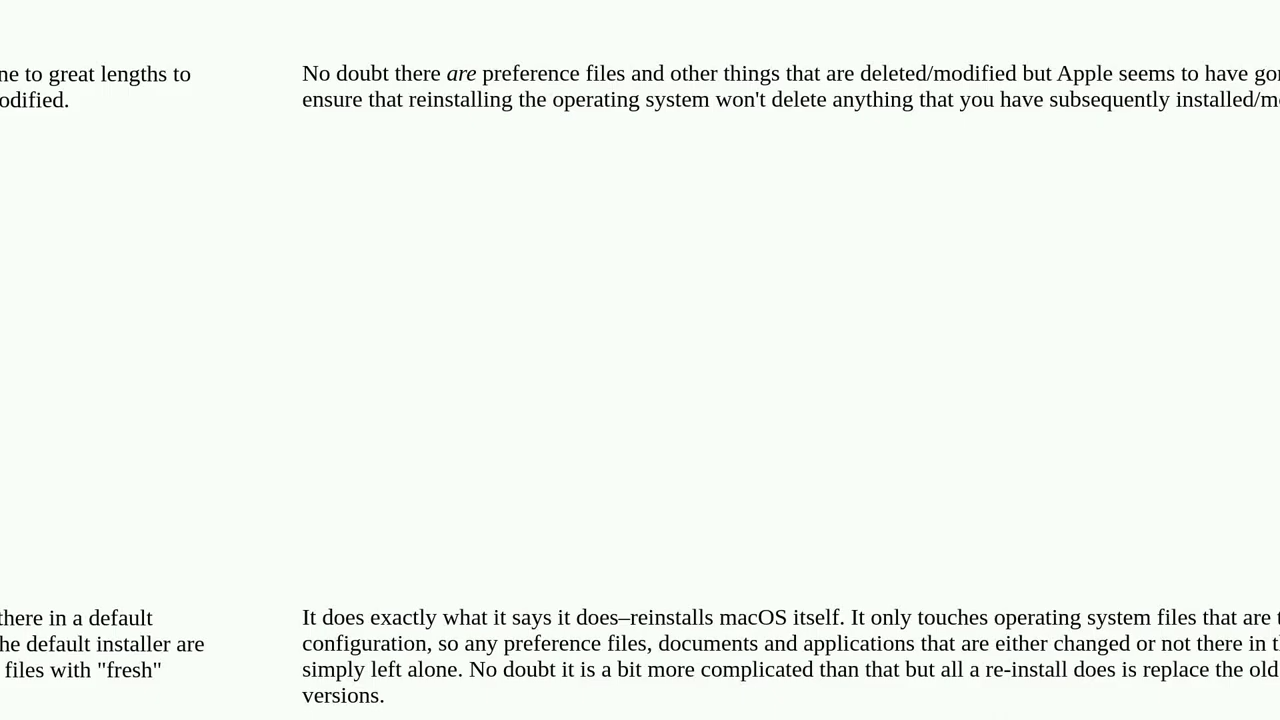 ne to great lengths to
odified.
No doubt there are preference files and other things that are deleted/modified but Apple seems to have gon
ensure that reinstalling the operating system won't delete anything that you have subsequently installed/m
there in a default
he default installer are
files with "fresh"
It does exactly what it says it does–reinstalls macOS itself. It only touches operating system files that are t
configuration, so any preference files, documents and applications that are either changed or not there in t
simply left alone. No doubt it is a bit more complicated than that but all a re-install does is replace the old
versions.